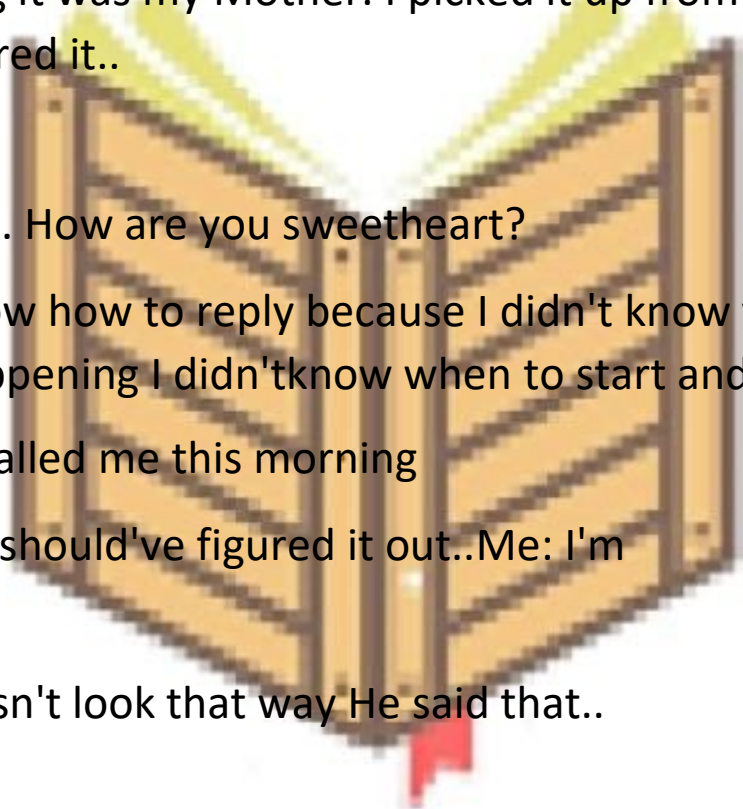 it was my Mother. I picked it up from
red it..
. How are you sweetheart?
how to reply because I didn't know
I didn'tknow when to start and
alled me this morning
should've figured it out..Me: I'm
sn't look that way He said that..